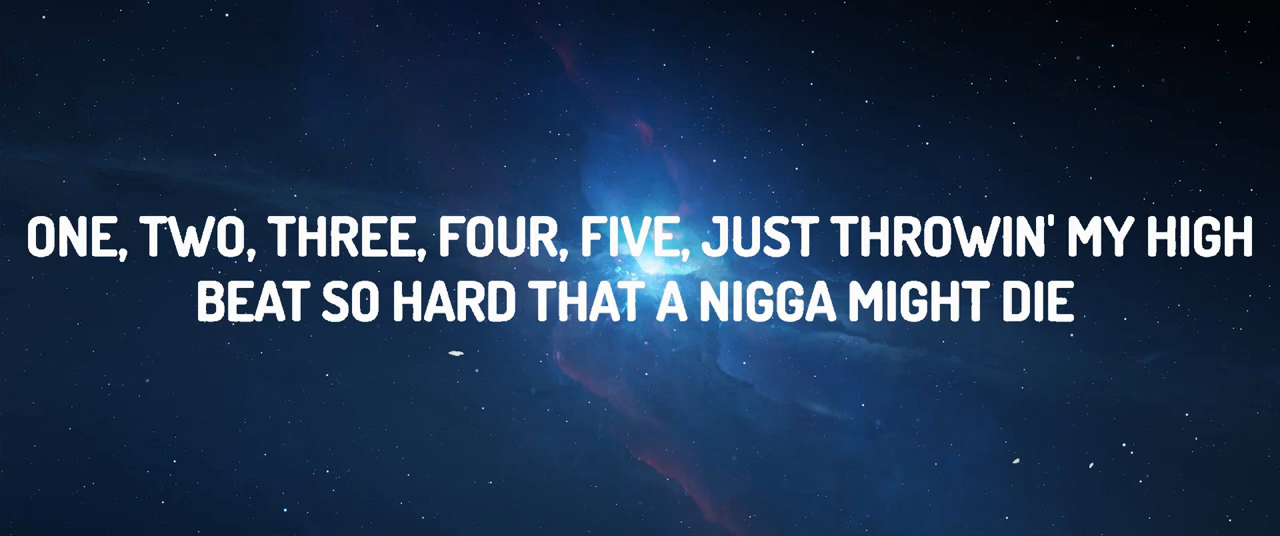 ONE, TWO, THREE, FOUR, FIVE, JUST THROWIN' MY HIGH
BEAT SO HARD THAT A NIGGA MIGHT DIE